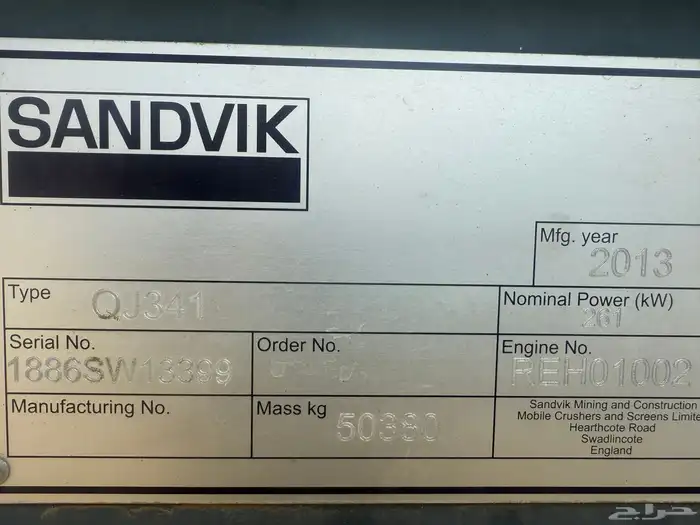 SANDVIK
Mfg. year
2013
Type
QJ341
Nominal Power (kW)
261
Serial No.
1886SW13399
Order No.
Engine No.
REH01002
Manufacturing No.
Mass kg
50380
Sandvik Mining and Construction
Mobile Crushers and Screens Limite
Hearthcote Road
Swadlincote
England
حراج